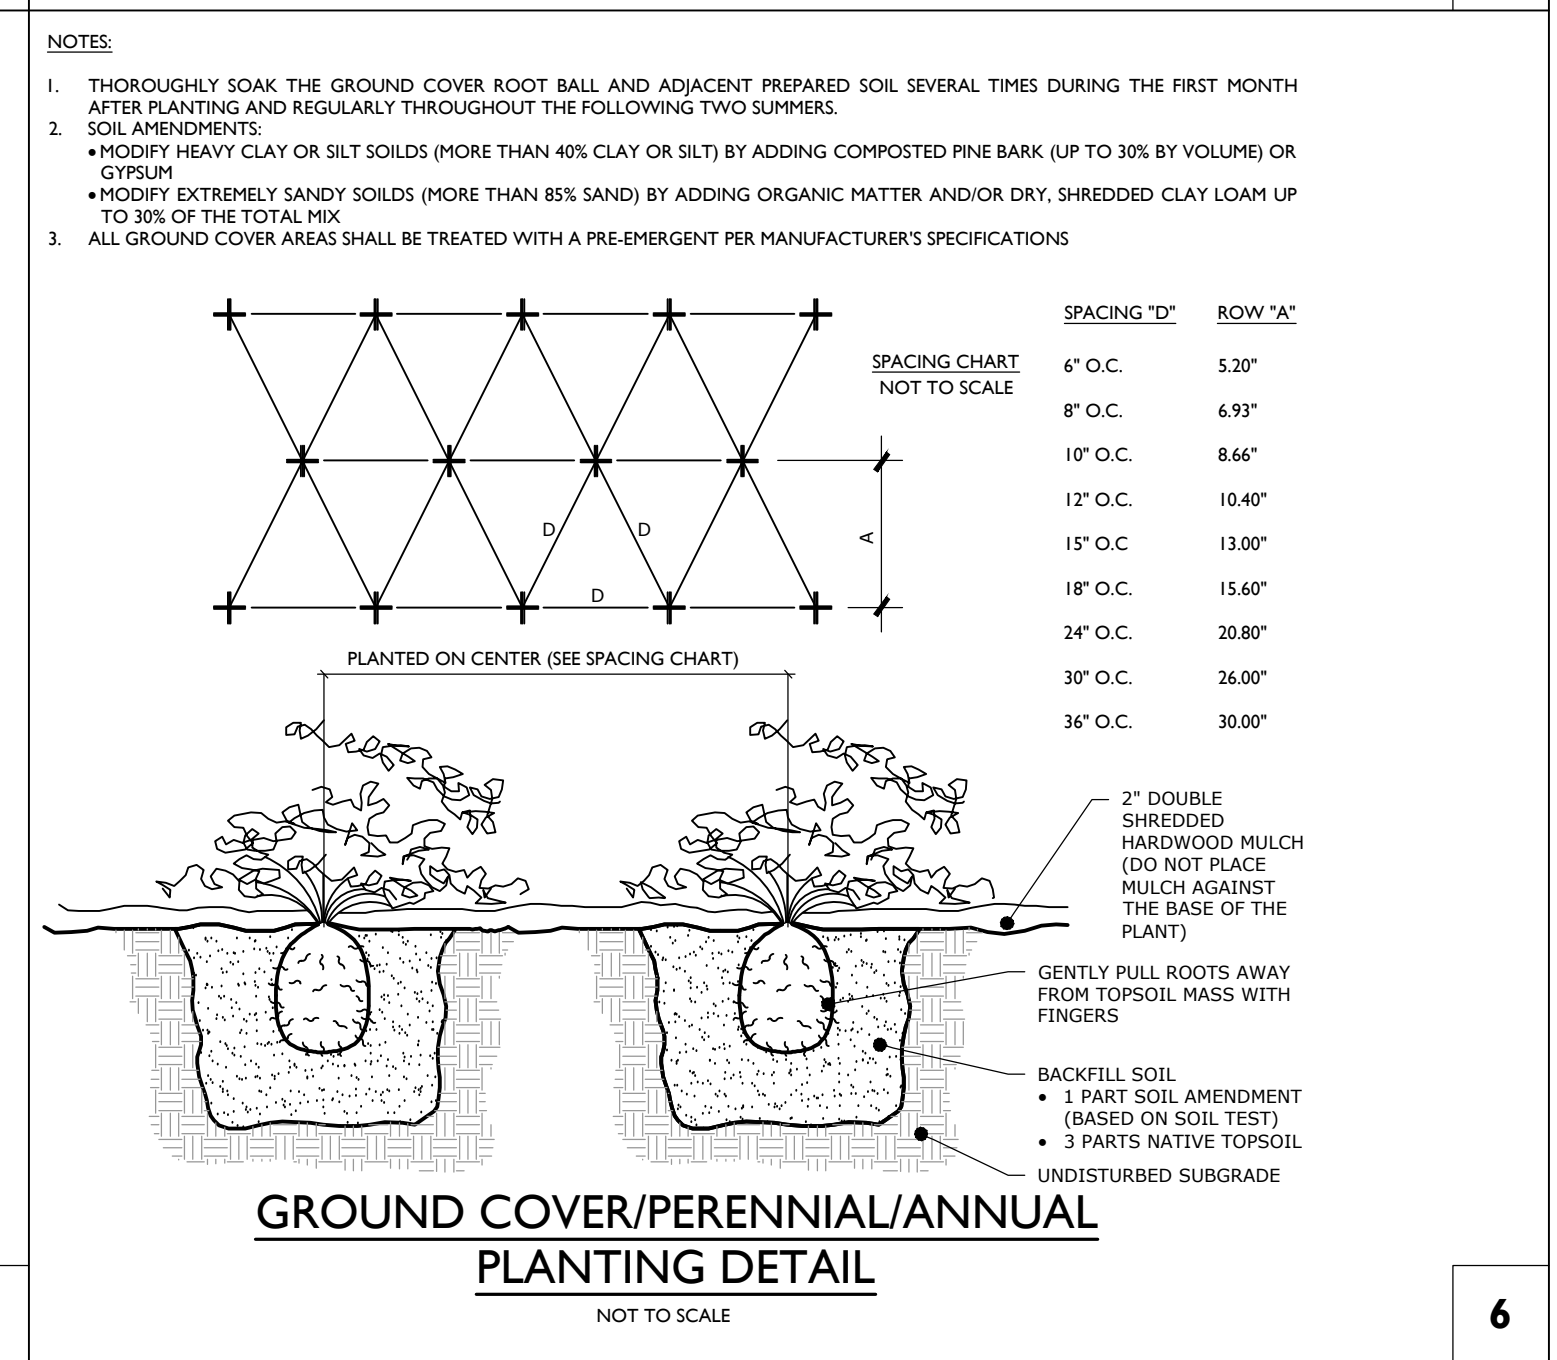 NOTES:
1. THOROUGHLY SOAK THE GROUND COVER ROOT BALL AND ADJACENT PREPARED SOIL SEVERAL TIMES DURING THE FIRST MONTH
AFTER PLANTING AND REGULARLY THROUGHOUT THE FOLLOWING TWO SUMMERS.
2. SOIL AMENDMENTS:
• MODIFY HEAVY CLAY OR SILT SOILDS (MORE THAN 40% CLAY OR SILT) BY ADDING COMPOSTED PINE BARK (UP TO 30% BY VOLUME) OR
GYPSUM
• MODIFY EXTREMELY SANDY SOILDS (MORE THAN 85% SAND) BY ADDING ORGANIC MATTER AND/OR DRY, SHREDDED CLAY LOAM UP
TO 30% OF THE TOTAL MIX
3. ALL GROUND COVER AREAS SHALL BE TREATED WITH A PRE-EMERGENT PER MANUFACTURER'S SPECIFICATIONS
SPACING CHART
NOT TO SCALE
SPACING "D" ROW "A"
6" O.C. 5.20"
8" O.C. 6.93"
10" O.C. 8.66"
12" O.C. 10.40"
15" O.C 13.00"
18" O.C. 15.60"
24" O.C. 20.80"
30" O.C. 26.00"
36" O.C. 30.00"
D D
A
D
PLANTED ON CENTER (SEE SPACING CHART)
2" DOUBLE
SHREDDED
HARDWOOD MULCH
(DO NOT PLACE
MULCH AGAINST
THE BASE OF THE
PLANT)
GENTLY PULL ROOTS AWAY
FROM TOPSOIL MASS WITH
FINGERS
BACKFILL SOIL
• 1 PART SOIL AMENDMENT
(BASED ON SOIL TEST)
• 3 PARTS NATIVE TOPSOIL
UNDISTURBED SUBGRADE
GROUND COVER/PERENNIAL/ANNUAL
PLANTING DETAIL
NOT TO SCALE
6